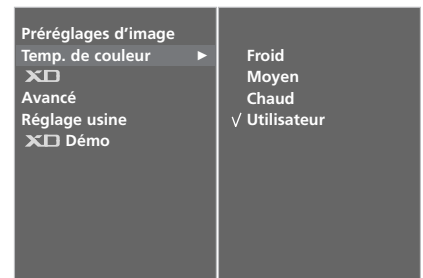 Préréglages d'image
Temp. de couleur ►
XD
Avancé
Réglage usine
XD Démo
Froid
Moyen
Chaud
√ Utilisateur